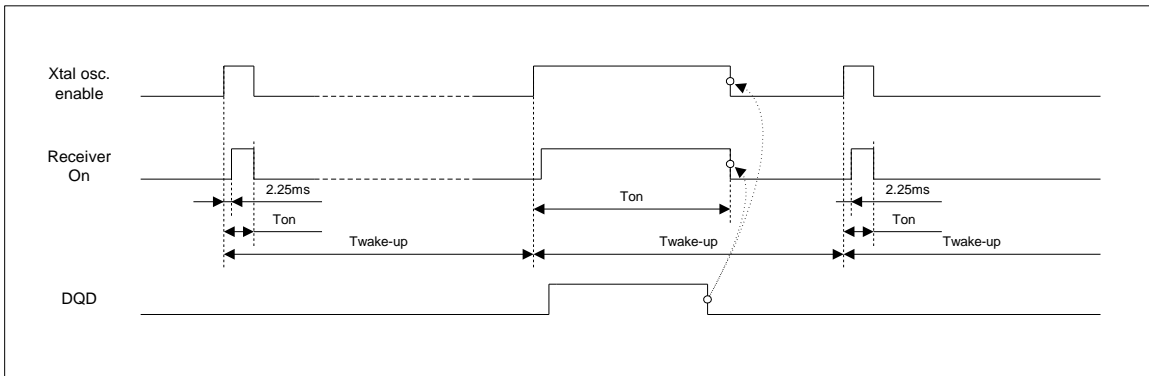 Xtal osc.
enable
Receiver
On
2.25ms
2.25ms
Ton
Ton
Ton
Twake-up
Twake-up
Twake-up
DQD